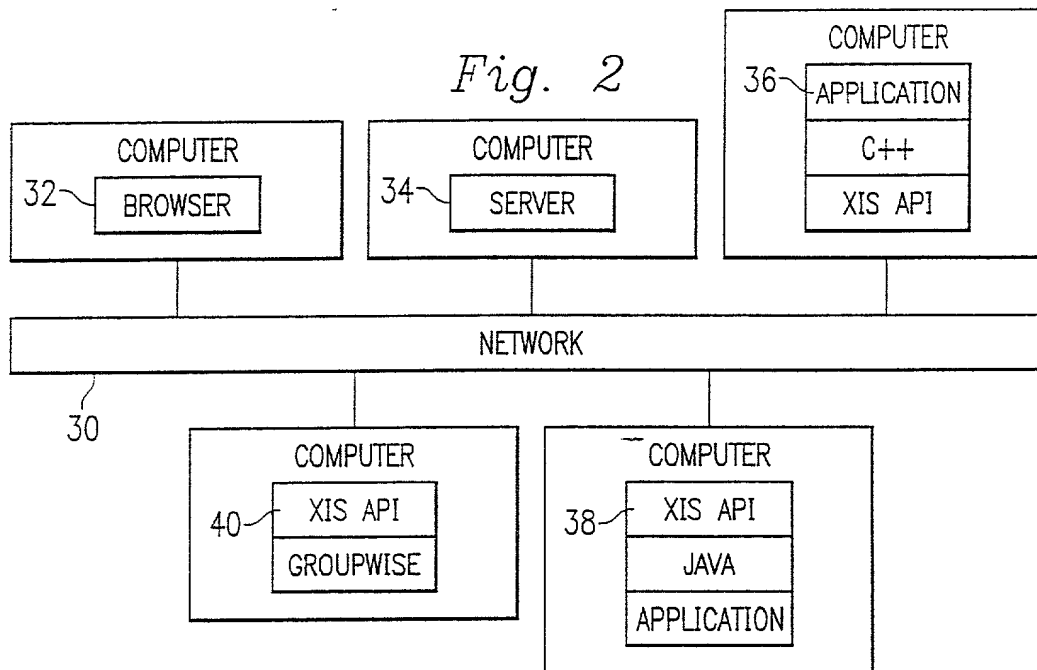 Fig. 2
COMPUTER
32
BROWSER
COMPUTER
34
SERVER
COMPUTER
36
APPLICATION
C++
XIS API
NETWORK
30
COMPUTER
40
XIS API
GROUPWISE
COMPUTER
38
XIS API
JAVA
APPLICATION